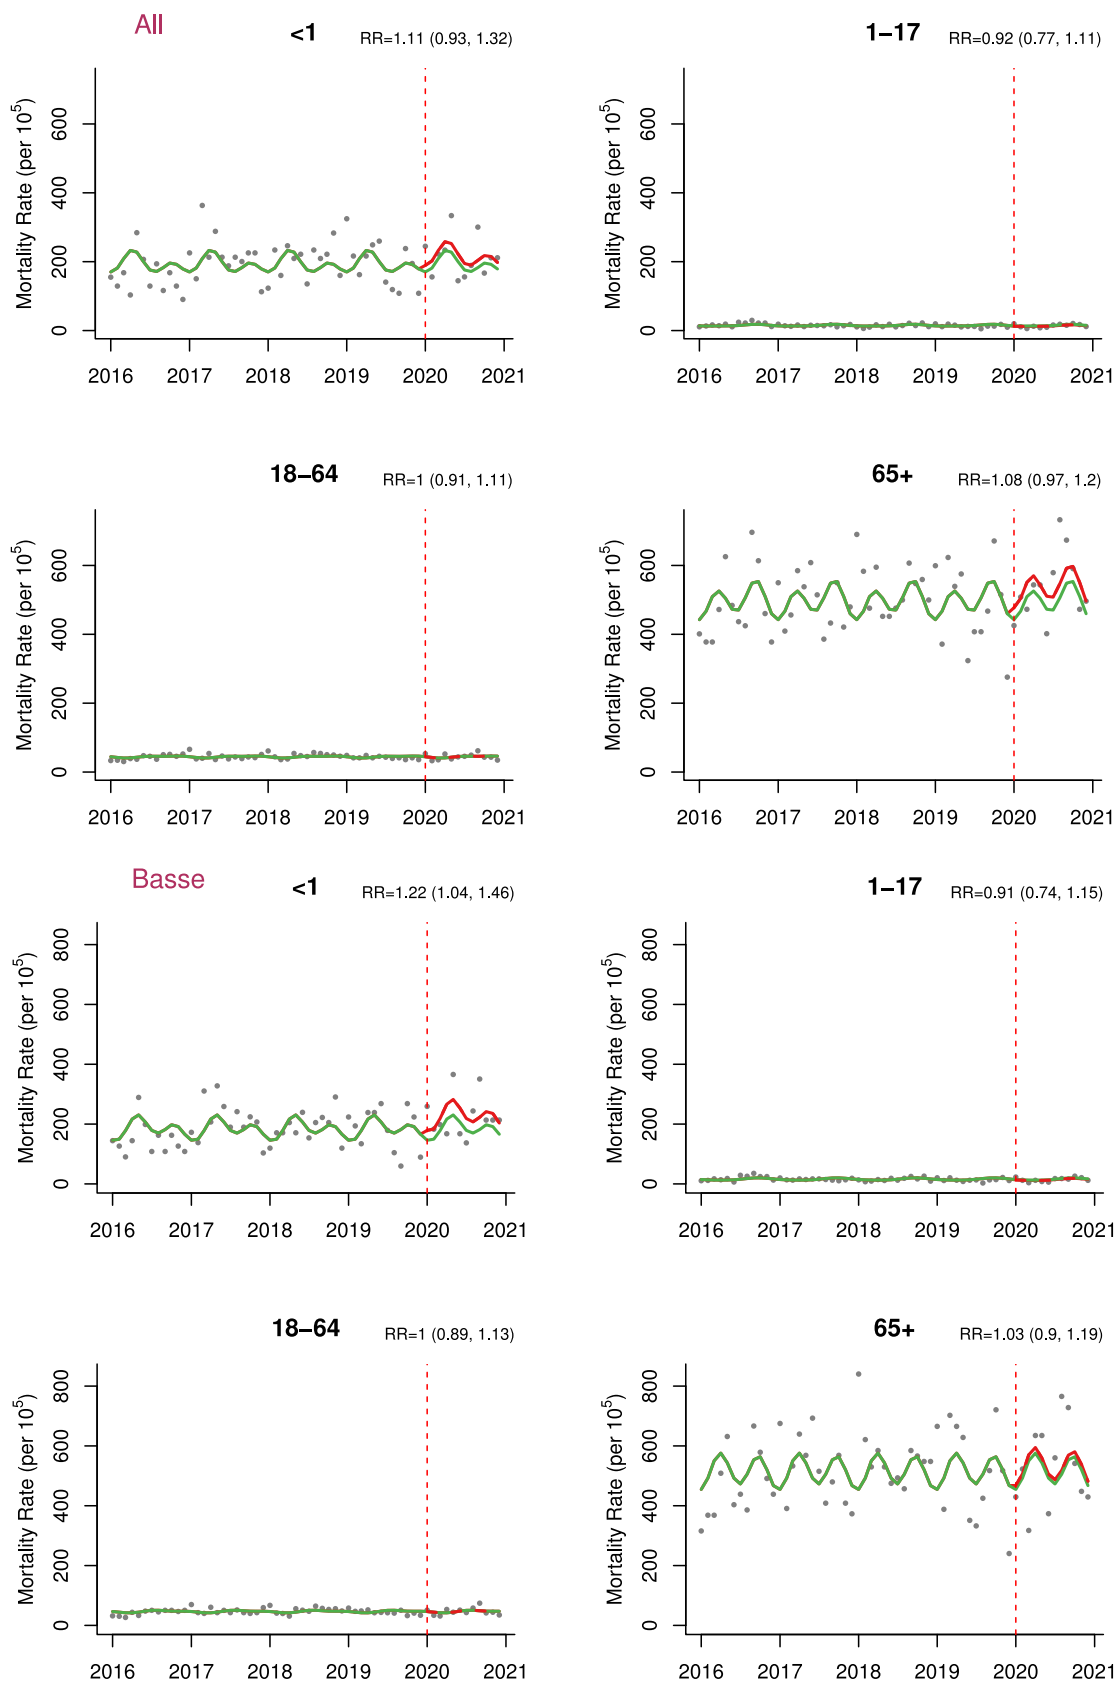 All
<1 RR=1.11 (0.93, 1.32)
1–17 RR=0.92 (0.77, 1.11)
Mortality Rate (per 10^5)
600
400
200
0
2016 2017 2018 2019 2020 2021
Mortality Rate (per 10^5)
600
400
200
0
2016 2017 2018 2019 2020 2021
18–64 RR=1 (0.91, 1.11)
65+ RR=1.08 (0.97, 1.2)
Mortality Rate (per 10^5)
600
400
200
0
2016 2017 2018 2019 2020 2021
Mortality Rate (per 10^5)
600
400
200
0
2016 2017 2018 2019 2020 2021
Basse
<1 RR=1.22 (1.04, 1.46)
1–17 RR=0.91 (0.74, 1.15)
Mortality Rate (per 10^5)
800
600
400
200
0
2016 2017 2018 2019 2020 2021
Mortality Rate (per 10^5)
800
600
400
200
0
2016 2017 2018 2019 2020 2021
18–64 RR=1 (0.89, 1.13)
65+ RR=1.03 (0.9, 1.19)
Mortality Rate (per 10^5)
800
600
400
200
0
2016 2017 2018 2019 2020 2021
Mortality Rate (per 10^5)
800
600
400
200
0
2016 2017 2018 2019 2020 2021